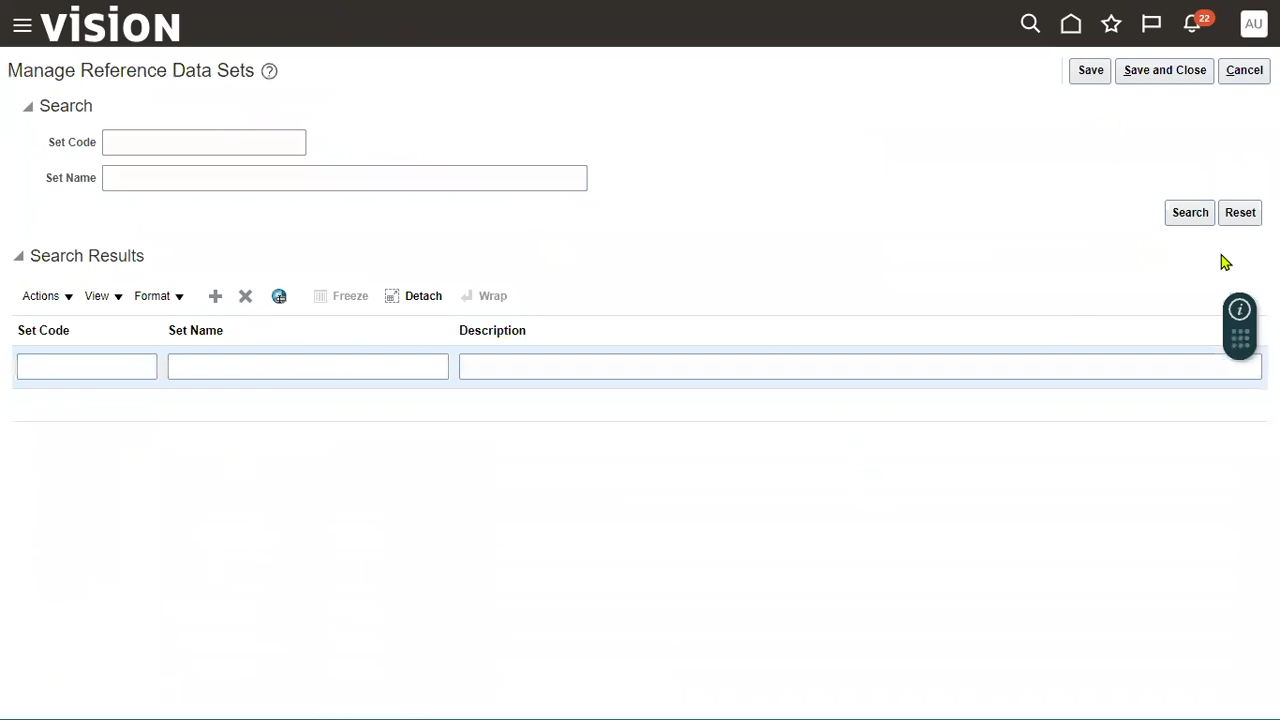 vision
22
AU
Manage Reference Data Sets ?
Save
Save and Close
Cancel
Search
Set Code
Set Name
Search
Reset
Search Results
Actions
View
Format
Freeze
Detach
Wrap
i
Set Code
Set Name
Description